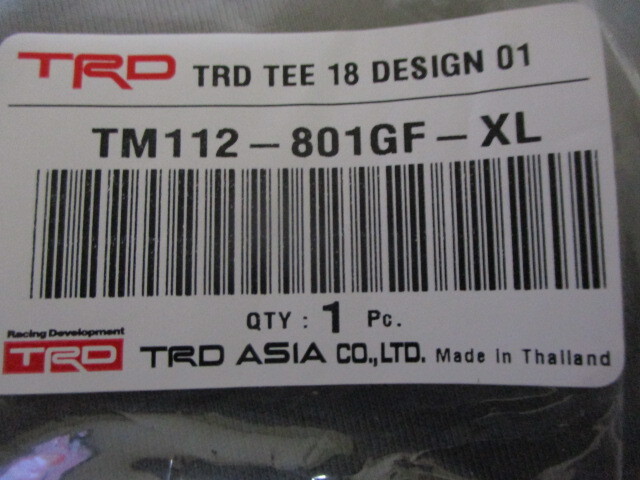 TRD TRD TEE 18 DESIGN 01
TM112-801GF-XL
QTY : 1 Pc.
Racing Development
TRD TRD ASIA CO.,LTD. Made in Thailand